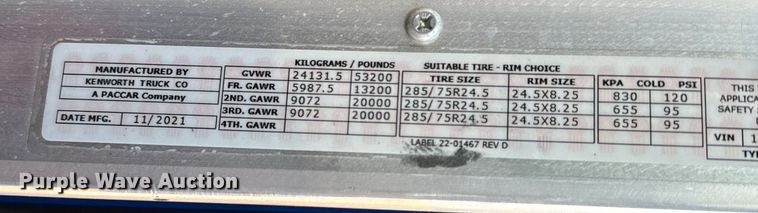 KILOGRAMS / POUNDS SUITABLE TIRE - RIM CHOICE
MANUFACTURED BY
KENWORTH TRUCK CO
A PACCAR Company
DATE MFG. 11/2021
GVWR 24131.5 53200 TIRE SIZE RIM SIZE KPA COLD PSI
FR. GAWR 5987.5 13200 285/75R24.5 24.5X8.25 830 120
2ND. GAWR 9072 20000 285/75R24.5 24.5X8.25 655 95
3RD. GAWR 9072 20000 285/75R24.5 24.5X8.25 655 95
4TH. GAWR
LABEL 22-01467 REV D
THIS
APPLICA
SAFETY
VIN 1
TYP
Purple Wave Auction